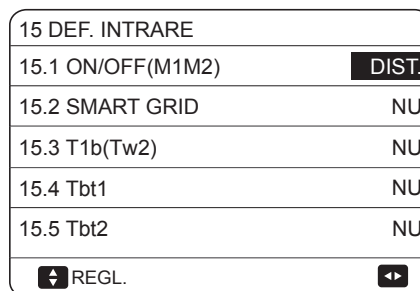 15 DEF. INTRARE
15.1 ON/OFF(M1M2) DIST.
15.2 SMART GRID NU
15.3 T1b(Tw2) NU
15.4 Tbt1 NU
15.5 Tbt2 NU
REGL.